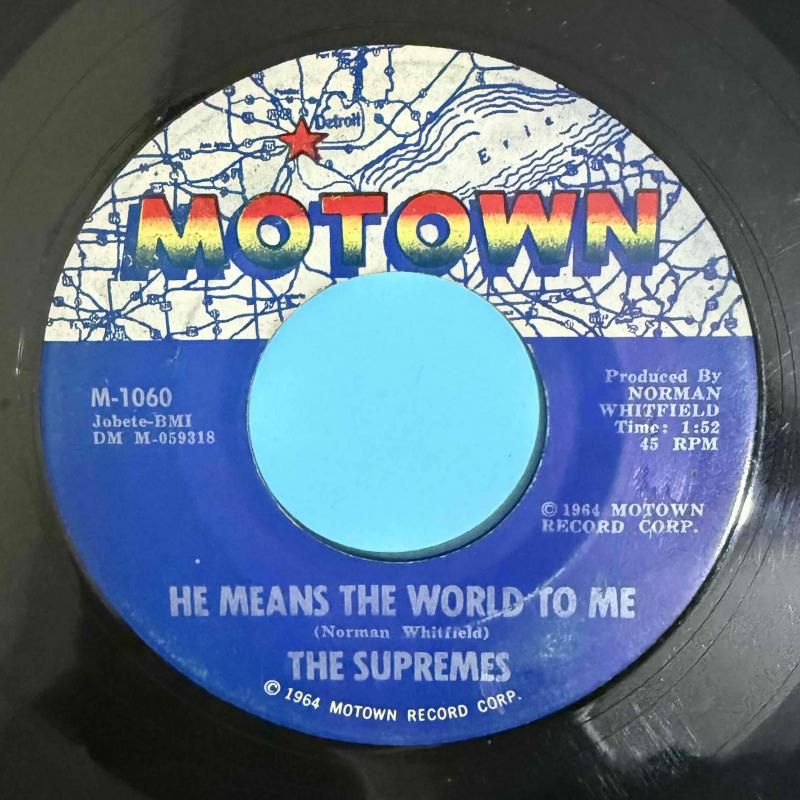 Detroit
Erie
MOTOWN
M-1060
Jobete-BMI
DM M-059318
Produced By
NORMAN
WHITFIELD
Time: 1:52
45 RPM
© 1964 MOTOWN
RECORD CORP.
HE MEANS THE WORLD TO ME
(Norman Whitfield)
THE SUPREMES
© 1964 MOTOWN RECORD CORP.